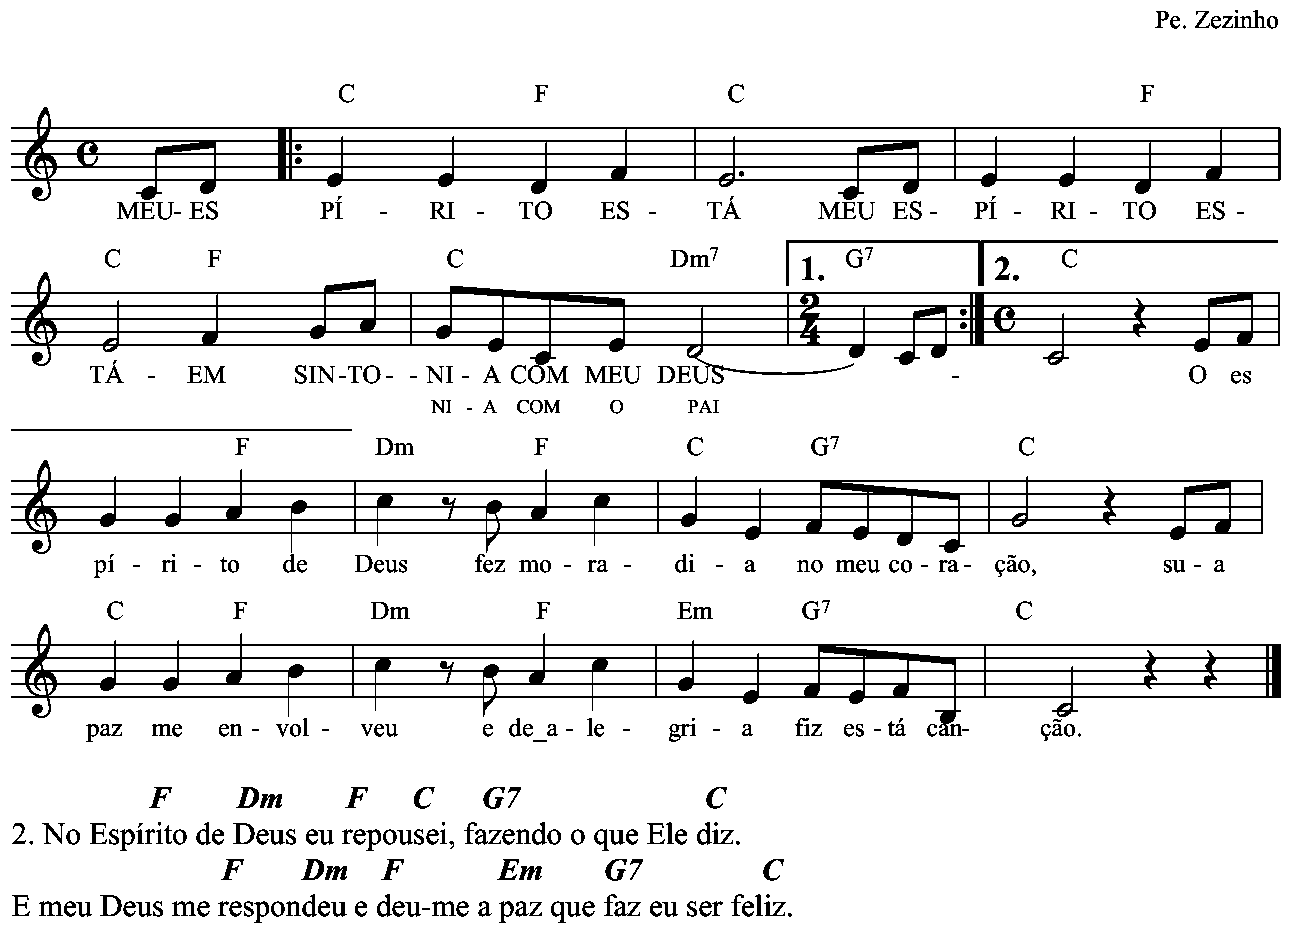 Pe. Zezinho
C F C F
MEU- ES PÍ - RI - TO ES - TÁ MEU ES - PÍ - RI - TO ES -
C F C Dm7 1. G7 2. C
TÁ - EM SIN-TO - - NI - A COM MEU DEUS - O es
NI - A COM O PAI
F Dm F C G7 C
pí - ri - to de Deus fez mo - ra - di - a no meu co - ra - ção, su - a
C F Dm F Em G7 C
paz me en - vol - veu e de_a - le - gri - a fiz es - tá can- ção.
F Dm F C G7 C
2. No Espírito de Deus eu repousei, fazendo o que Ele diz.
F Dm F Em G7 C
E meu Deus me respondeu e deu-me a paz que faz eu ser feliz.